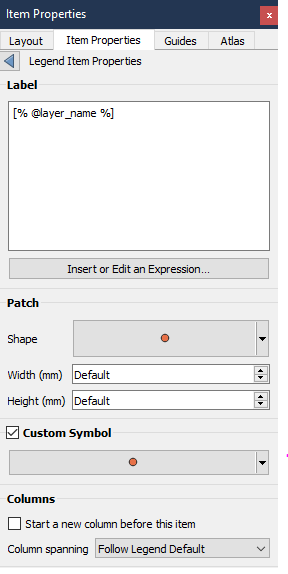 Item Properties
x
Layout
Item Properties
Guides
Atlas
Legend Item Properties
Label
[% @layer_name %]
Insert or Edit an Expression...
Patch
Shape
Width (mm) Default
Height (mm) Default
Custom Symbol
Columns
Start a new column before this item
Column spanning Follow Legend Default